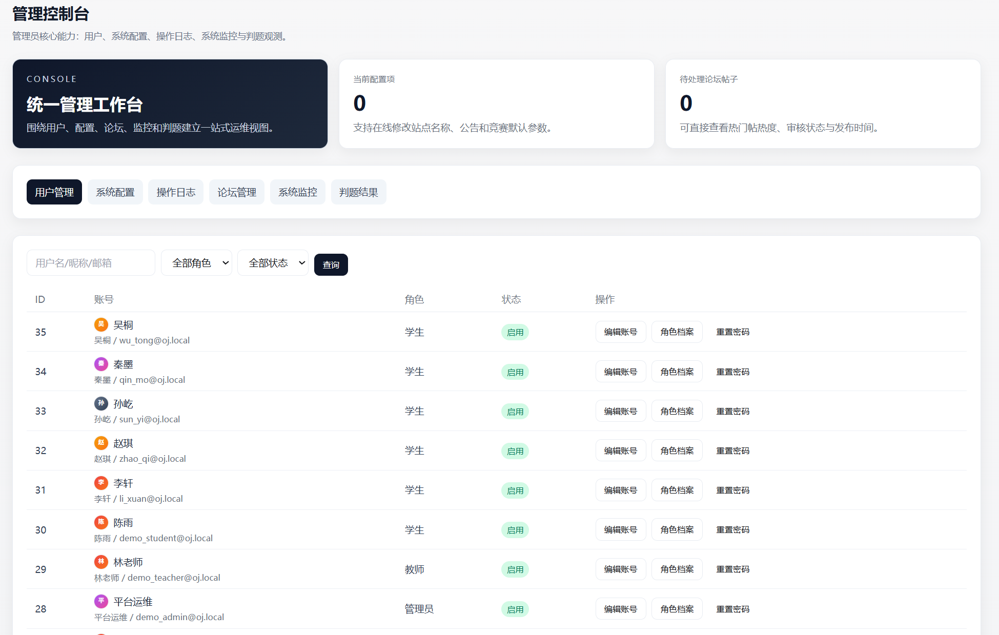 管理控制台
管理员核心能力：用户、系统配置、操作日志、系统监控与判题观测。
CONSOLE
统一管理工作台
围绕用户、配置、论坛、监控和判题建立一站式运维视图。
当前配置项
0
支持在线修改站点名称、公告和竞赛默认参数。
待处理论坛帖子
0
可直接查看热门帖热度、审核状态与发布时间。
用户管理 系统配置 操作日志 论坛管理 系统监控 判题结果
用户名/昵称/邮箱 全部角色 全部状态 查询
ID 账号 角色 状态 操作
吴 吴桐
35 学生 启用 编辑账号 角色档案 重置密码
吴桐 / wu_tong@oj.local
秦 秦墨
34 学生 启用 编辑账号 角色档案 重置密码
秦墨 / qin_mo@oj.local
孙 孙屹
33 学生 启用 编辑账号 角色档案 重置密码
孙屹 / sun_yi@oj.local
赵 赵琪
32 学生 启用 编辑账号 角色档案 重置密码
赵琪 / zhao_qi@oj.local
李 李轩
31 学生 启用 编辑账号 角色档案 重置密码
李轩 / li_xuan@oj.local
陈 陈雨
30 学生 启用 编辑账号 角色档案 重置密码
陈雨 / demo_student@oj.local
林 林老师
29 教师 启用 编辑账号 角色档案 重置密码
林老师 / demo_teacher@oj.local
平 平台运维
28 管理员 启用 编辑账号 角色档案 重置密码
平台运维 / demo_admin@oj.local